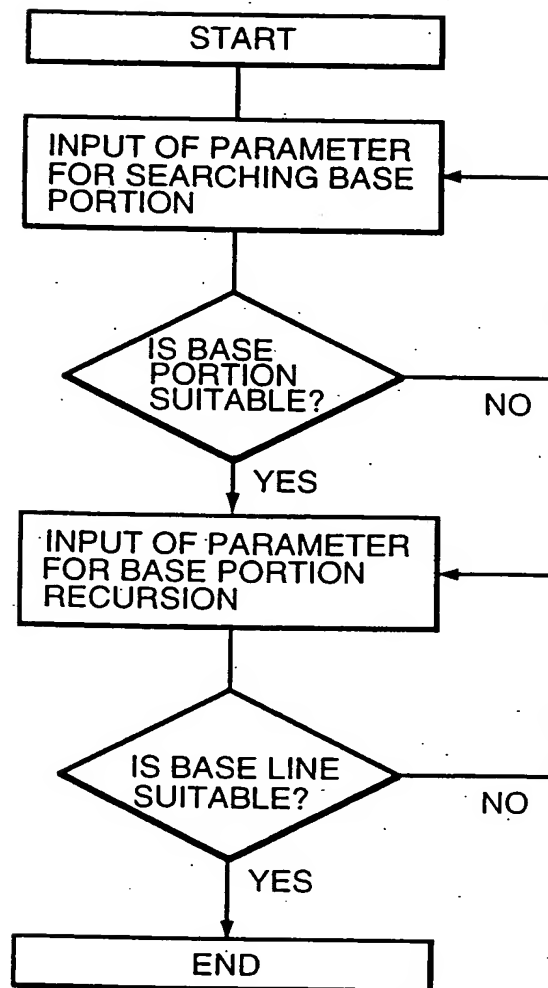 START
INPUT OF PARAMETER
FOR SEARCHING BASE
PORTION
IS BASE
PORTION
SUITABLE?
NO
YES
INPUT OF PARAMETER
FOR BASE PORTION
RECURSION
IS BASE LINE
SUITABLE?
NO
YES
END